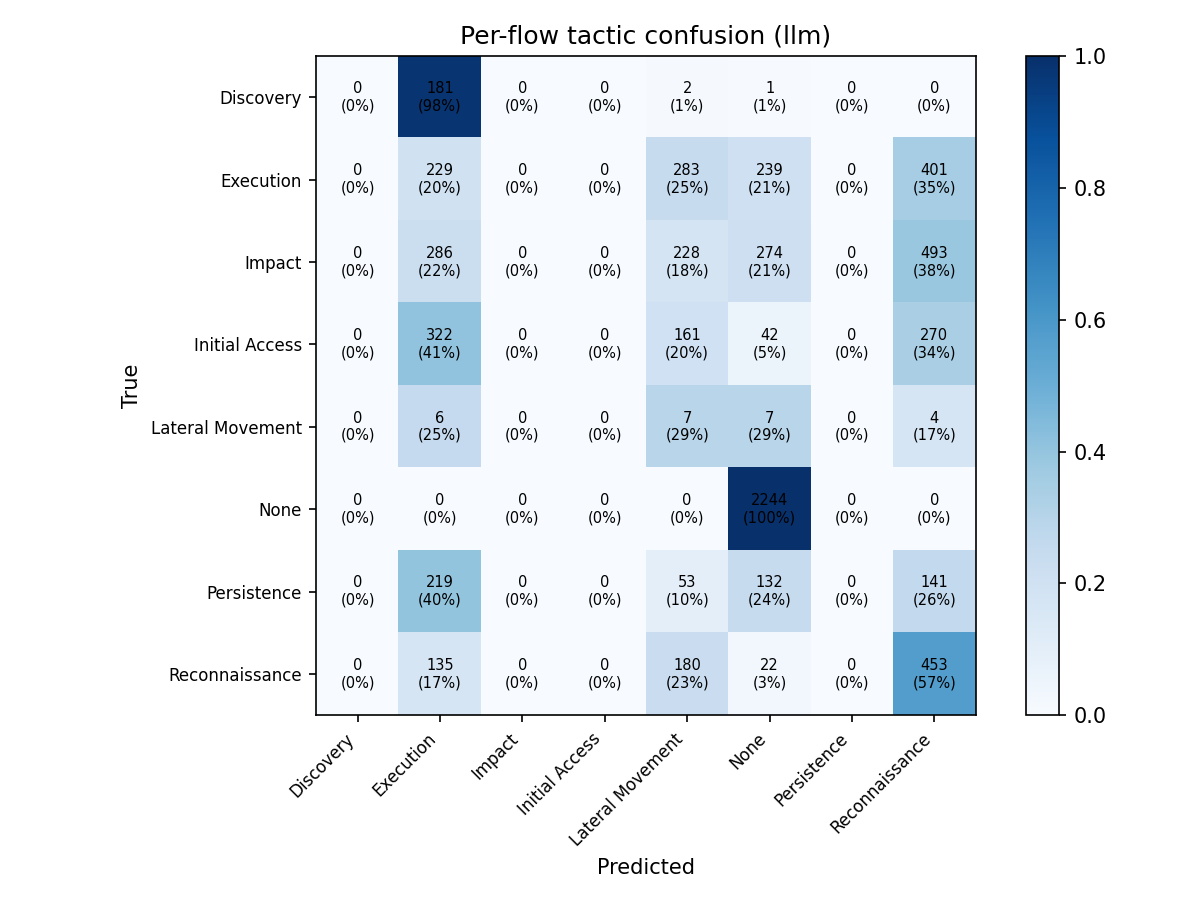 Per-flow tactic confusion (llm)
True
Discovery
0 181 0 0 2 1 0 0
(0%) (98%) (0%) (0%) (1%) (1%) (0%) (0%)
Execution
0 229 0 0 283 239 0 401
(0%) (20%) (0%) (0%) (25%) (21%) (0%) (35%)
Impact
0 286 0 0 228 274 0 493
(0%) (22%) (0%) (0%) (18%) (21%) (0%) (38%)
Initial Access
0 322 0 0 161 42 0 270
(0%) (41%) (0%) (0%) (20%) (5%) (0%) (34%)
Lateral Movement
0 6 0 0 7 7 0 4
(0%) (25%) (0%) (0%) (29%) (29%) (0%) (17%)
None
0 0 0 0 0 2244 0 0
(0%) (0%) (0%) (0%) (0%) (100%) (0%) (0%)
Persistence
0 219 0 0 53 132 0 141
(0%) (40%) (0%) (0%) (10%) (24%) (0%) (26%)
Reconnaissance
0 135 0 0 180 22 0 453
(0%) (17%) (0%) (0%) (23%) (3%) (0%) (57%)
Discovery
Execution
Impact
Initial Access
Lateral Movement
None
Persistence
Reconnaissance
Predicted
1.0
0.8
0.6
0.4
0.2
0.0